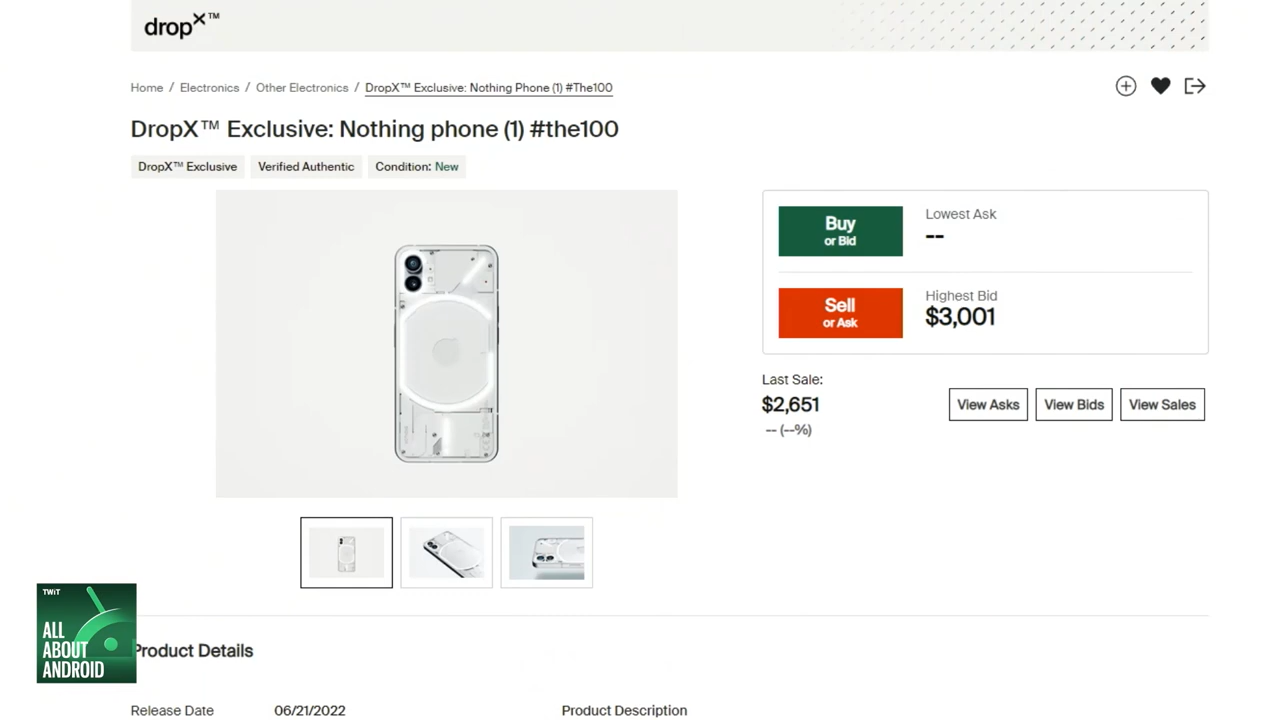 dropX™
Home / Electronics / Other Electronics / DropX™ Exclusive: Nothing Phone (1) #The100
DropX™ Exclusive: Nothing phone (1) #the100
DropX™ Exclusive
Verified Authentic
Condition: New
Buy
or Bid
Lowest Ask
--
Sell
or Ask
Highest Bid
$3,001
Last Sale:
$2,651
-- (--%)
View Asks
View Bids
View Sales
TWiT
ALL
ABOUT
ANDROID
Product Details
Release Date
06/21/2022
Product Description